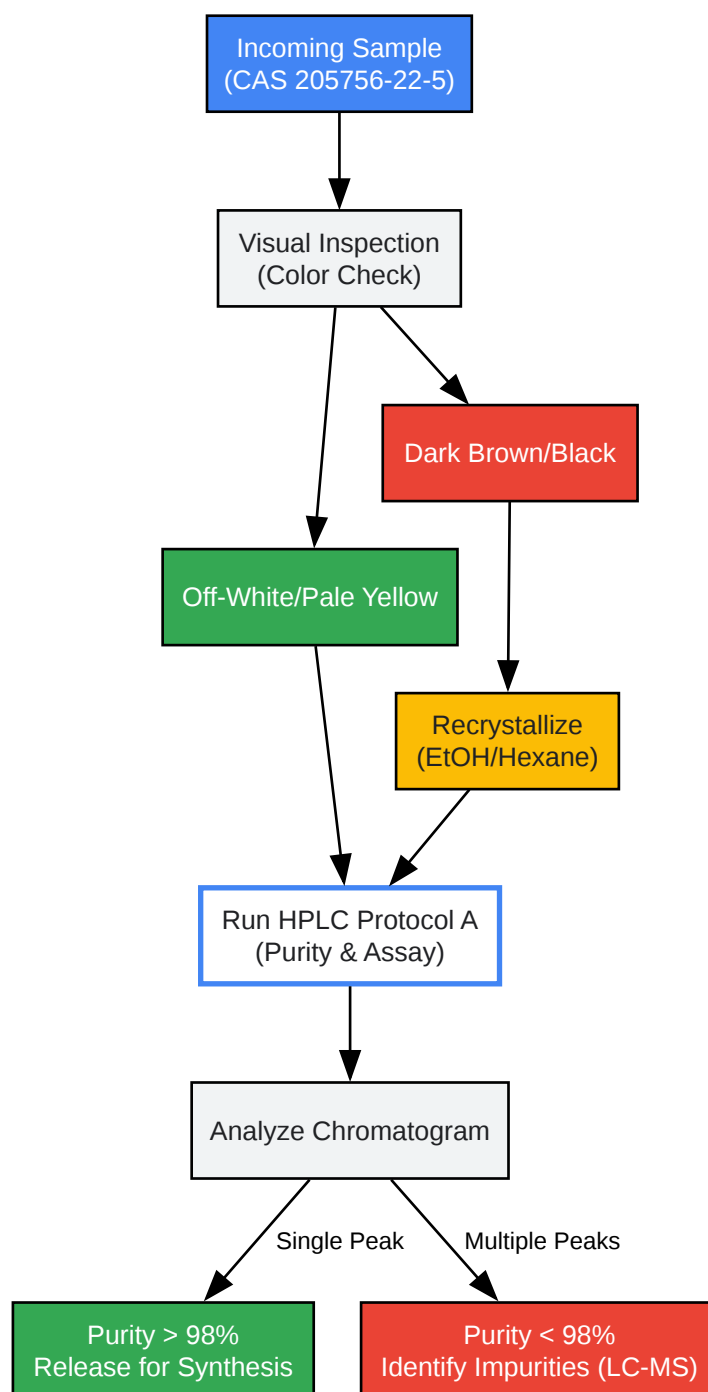 Incoming Sample
(CAS 205756-22-5)
Visual Inspection
(Color Check)
Dark Brown/Black
Off-White/Pale Yellow
Recrystallize
(EtOH/Hexane)
Run HPLC Protocol A
(Purity & Assay)
Analyze Chromatogram
Single Peak
Multiple Peaks
Purity > 98%
Release for Synthesis
Purity < 98%
Identify Impurities (LC-MS)